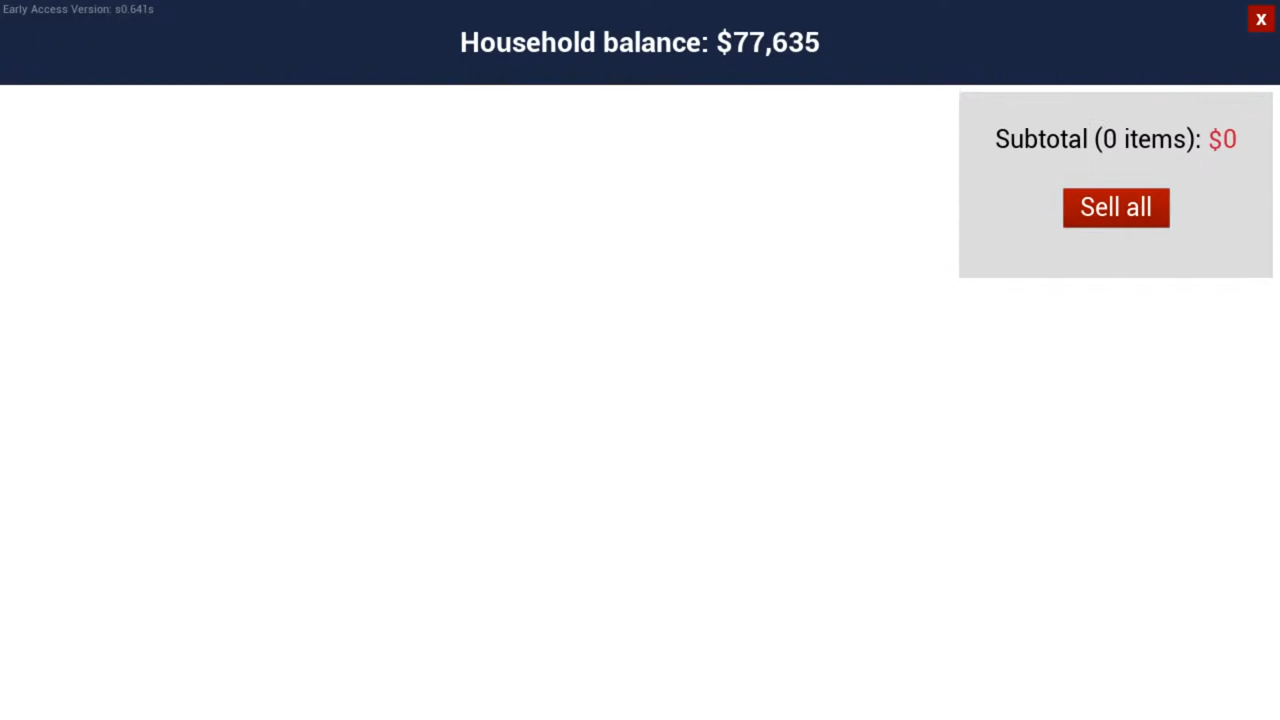 Early Access Version: s0.641s
X
Household balance: $77,635
Subtotal (0 items): $0
Sell all